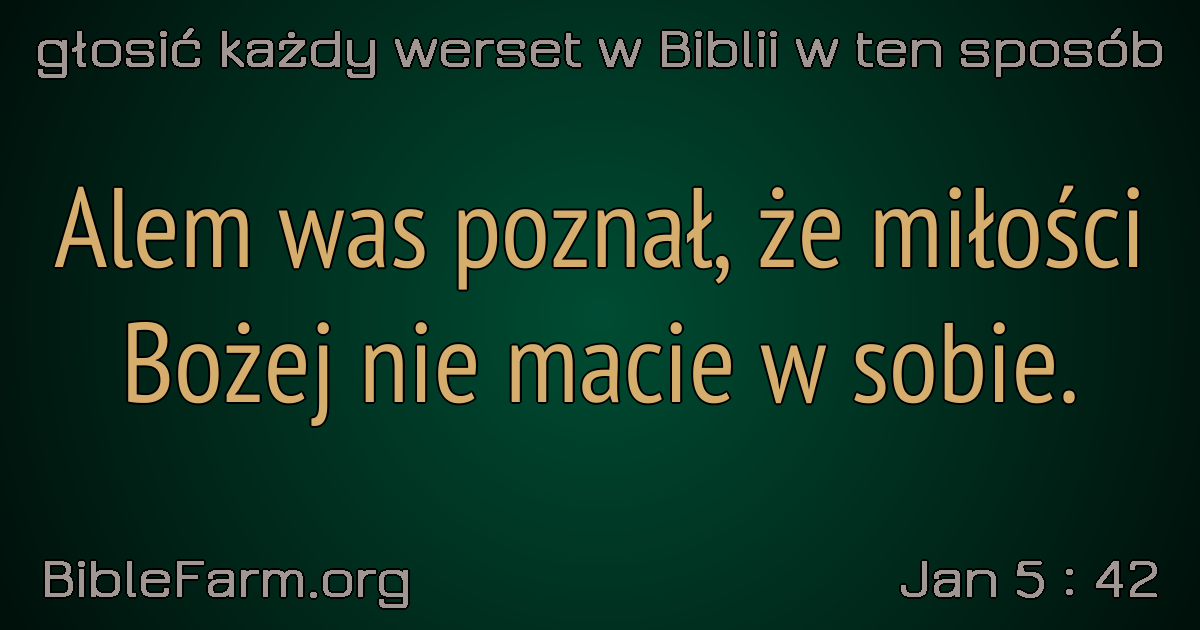 głosić każdy werset w Biblii w ten sposób
Alem was poznał, że miłości
Bożej nie macie w sobie.
BibleFarm.org
Jan 5 : 42